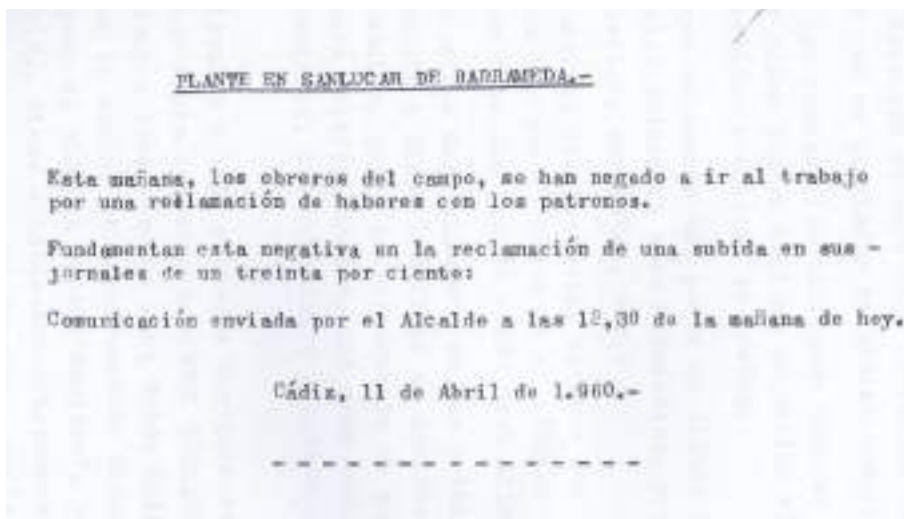 PLANTE EN SANLUCAR DE BARRAMEDA.-
Esta mañana, los obreros del campo, se han negado a ir al trabajo
por una reclamación de haberes con los patronos.
Fundamentan esta negativa en la reclamación de una subida en sus -
jornales de un treinta por ciento:
Comunicación enviada por el Alcalde a las 12,30 de la mañana de hoy.
Cádiz, 11 de Abril de 1.960.-
- - - - - - - - - - - - - - -